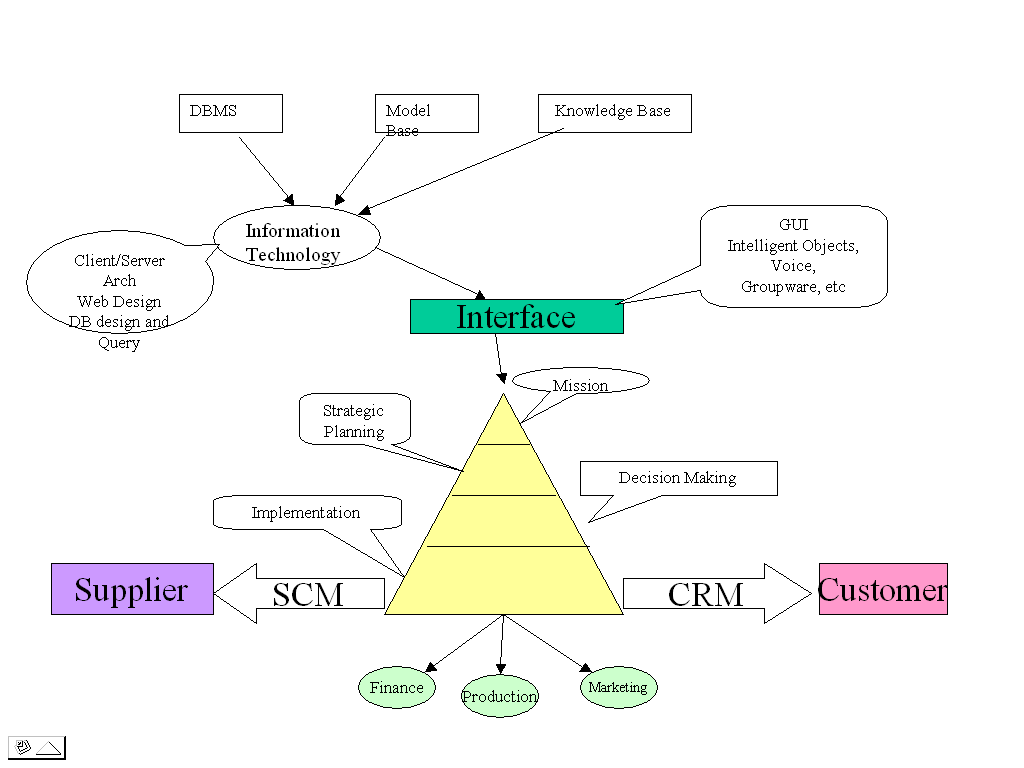 DBMS
Model
Base
Knowledge Base
Information
Technology
GUI
Intelligent Objects,
Voice,
Groupware, etc
Client/Server
Arch
Web Design
DB design and
Query
Interface
Mission
Strategic
Planning
Decision Making
Implementation
Supplier
SCM
CRM
Customer
Finance
Production
Marketing